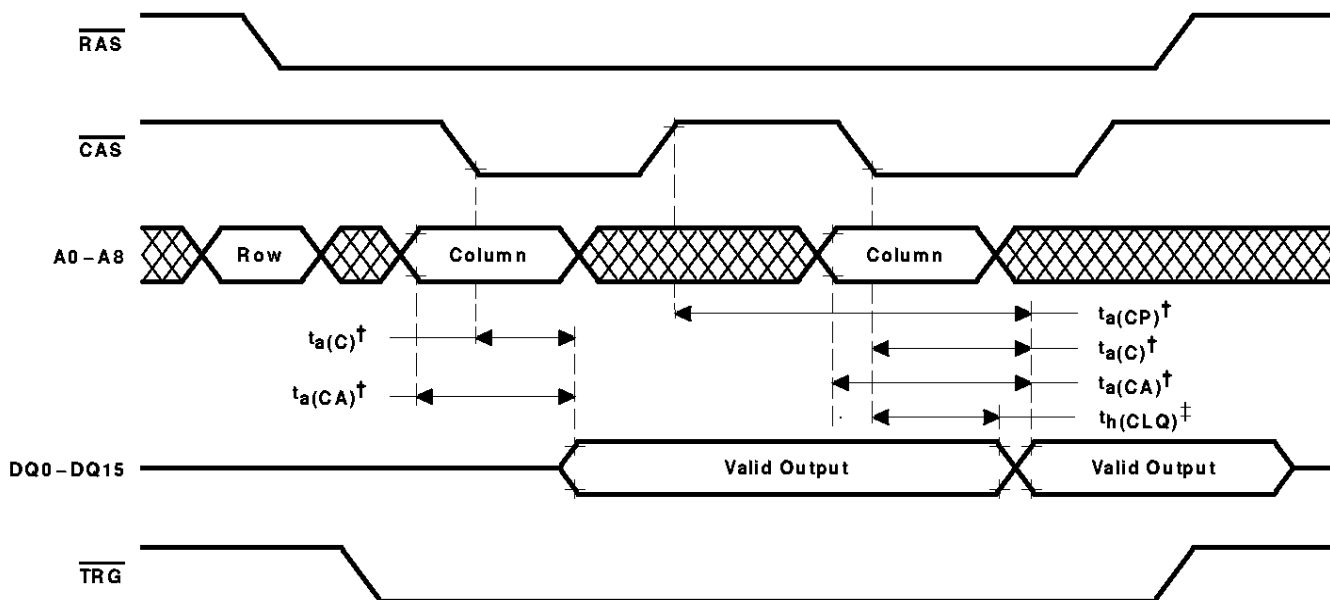 RAS
CAS
A0–A8
Row
Column
Column
ta(CP)†
ta(C)†
ta(C)†
ta(CA)†
ta(CA)†
th(CLQ)‡
DQ0–DQ15
Valid Output
Valid Output
TRG